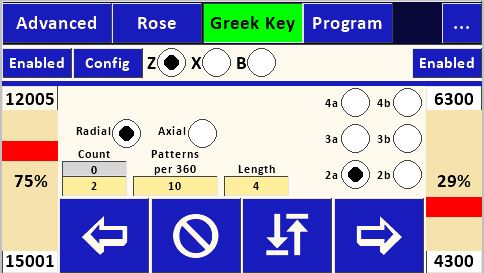 Advanced Rose Greek Key Program ...
Enabled Config Z X B Enabled
12005 4a 4b 6300
Radial Axial 3a 3b
Count Patterns per 360 Length 2a 2b
0
75% 2 10 4 29%
15001 4300